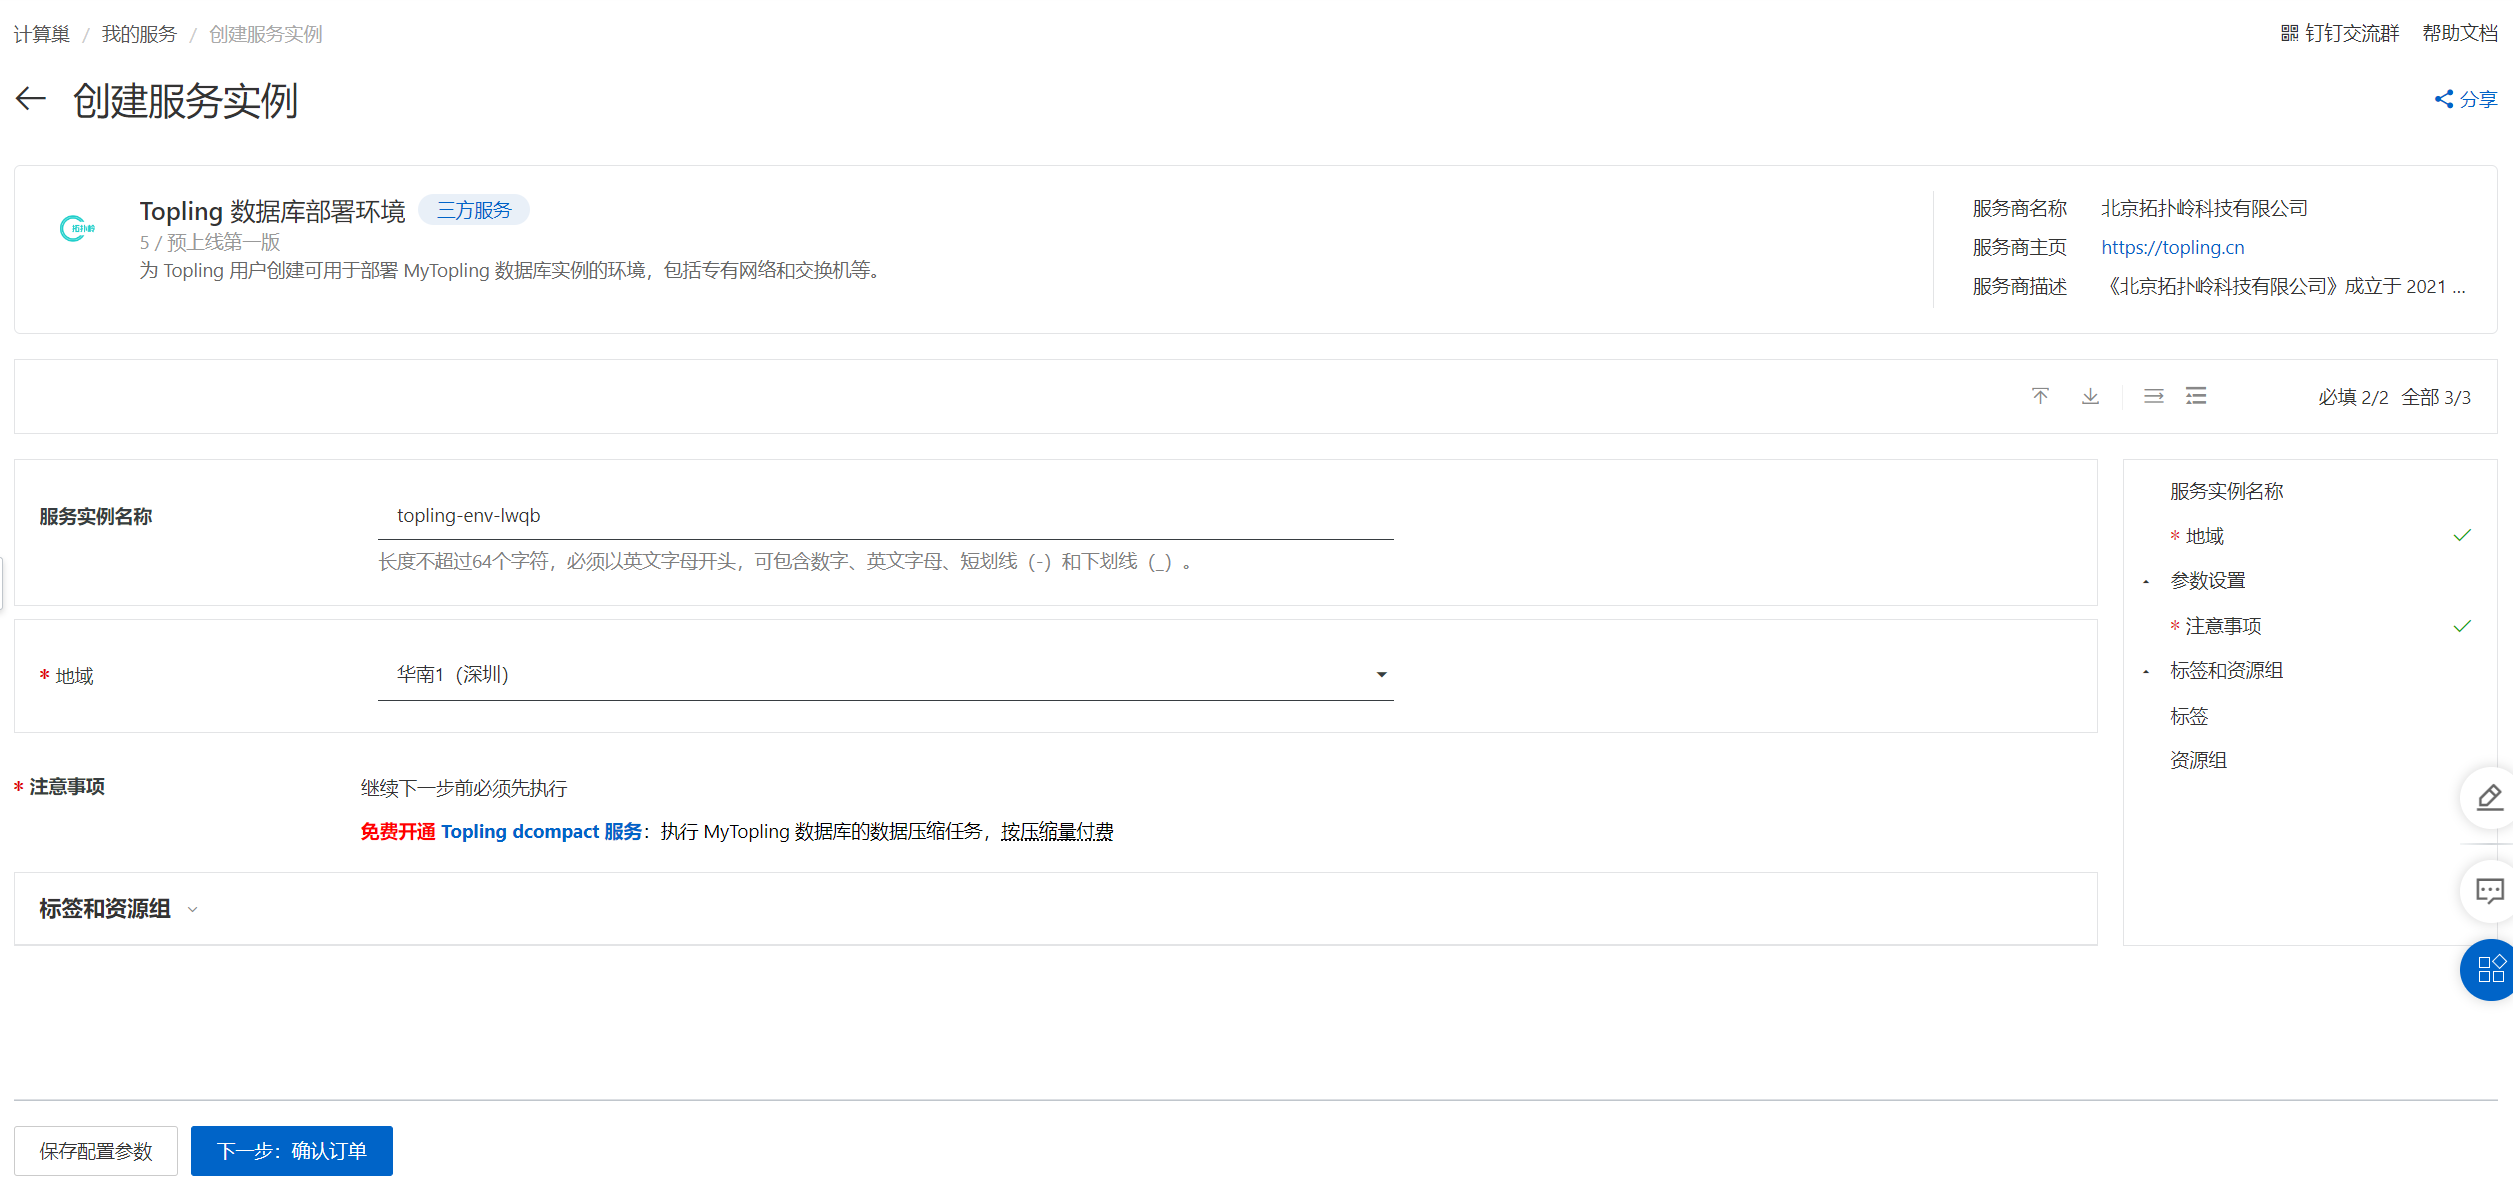 计算巢 / 我的服务 / 创建服务实例
钉钉交流群 帮助文档
创建服务实例
分享
拓扑岭
Topling 数据库部署环境 三方服务
5 / 预上线第一版
为 Topling 用户创建可用于部署 MyTopling 数据库实例的环境，包括专有网络和交换机等。
服务商名称 北京拓扑岭科技有限公司
服务商主页 https://topling.cn
服务商描述 《北京拓扑岭科技有限公司》成立于 2021 ...
必填 2/2 全部 3/3
服务实例名称 topling-env-lwqb
长度不超过64个字符，必须以英文字母开头，可包含数字、英文字母、短划线（-）和下划线（_）。
* 地域 华南1（深圳）
* 注意事项 继续下一步前必须先执行
免费开通 Topling dcompact 服务：执行 MyTopling 数据库的数据压缩任务，按压缩量付费
标签和资源组
服务实例名称
* 地域
参数设置
* 注意事项
标签和资源组
标签
资源组
保存配置参数 下一步：确认订单